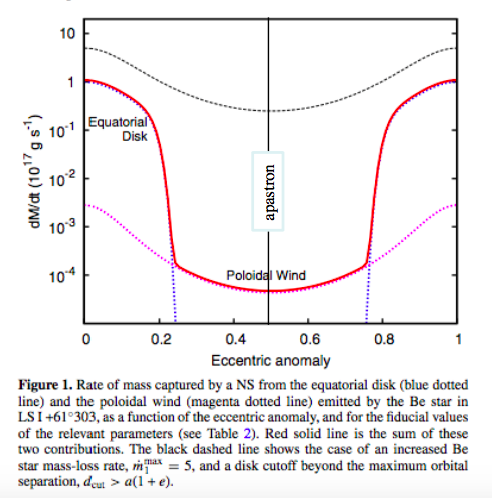 10
1
10⁻¹
10⁻²
10⁻³
10⁻⁴
dM/dt (10¹⁷ g s⁻¹)
Equatorial
Disk
apastron
Poloidal Wind
0
0.2
0.4
0.6
0.8
1
Eccentric anomaly
Figure 1. Rate of mass captured by a NS from the equatorial disk (blue dotted
line) and the poloidal wind (magenta dotted line) emitted by the Be star in
LS I +61°303, as a function of the eccentric anomaly, and for the fiducial values
of the relevant parameters (see Table 2). Red solid line is the sum of these
two contributions. The black dashed line shows the case of an increased Be
star mass-loss rate, ṁ₁ᵐᵃˣ = 5, and a disk cutoff beyond the maximum orbital
separation, d_cut > a(1 + e).